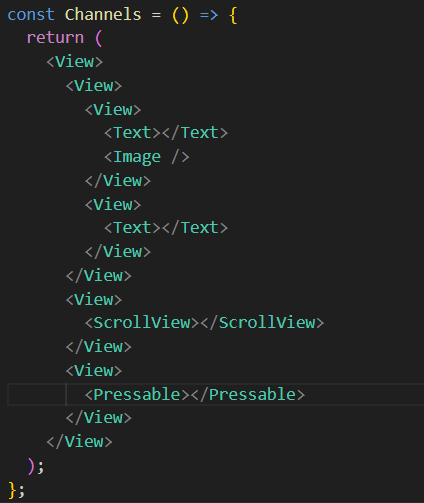 const Channels = () => {
  return (
    <View>
      <View>
        <View>
          <Text></Text>
          <Image />
        </View>
        <View>
          <Text></Text>
        </View>
      </View>
      <View>
        <ScrollView></ScrollView>
      </View>
      <View>
        <Pressable></Pressable>
      </View>
    </View>
  );
};